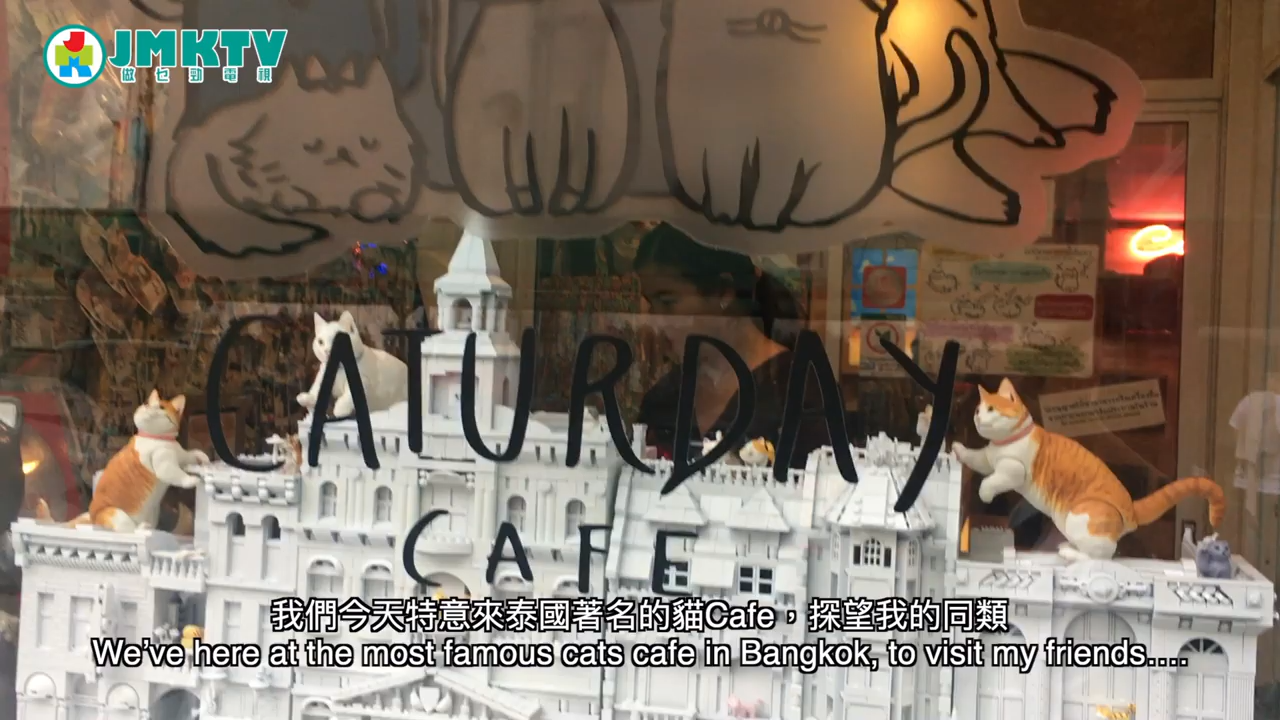 JMKTV
做乜勁電視
CATURDAY
CAFE
我們今天特意來泰國著名的貓Cafe，探望我的同類
We've here at the most famous cats cafe in Bangkok, to visit my friends....